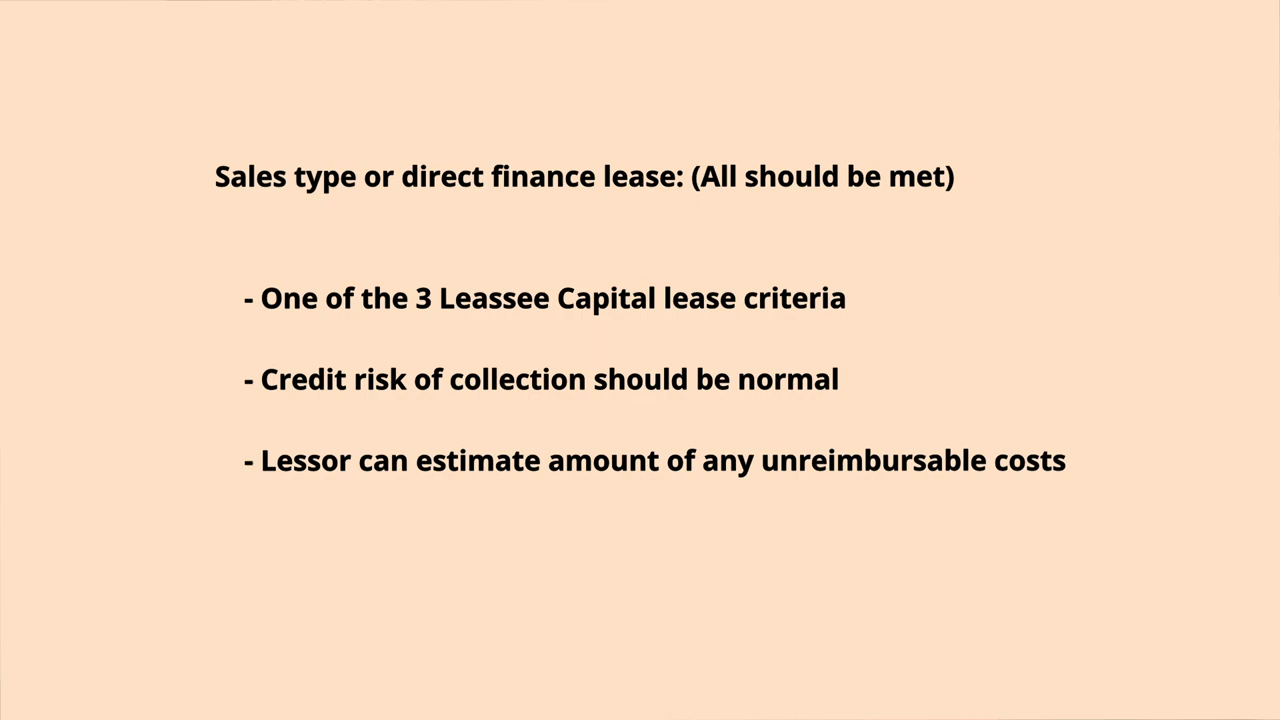 Sales type or direct finance lease: (All should be met)
- One of the 3 Leassee Capital lease criteria
- Credit risk of collection should be normal
- Lessor can estimate amount of any unreimbursable costs